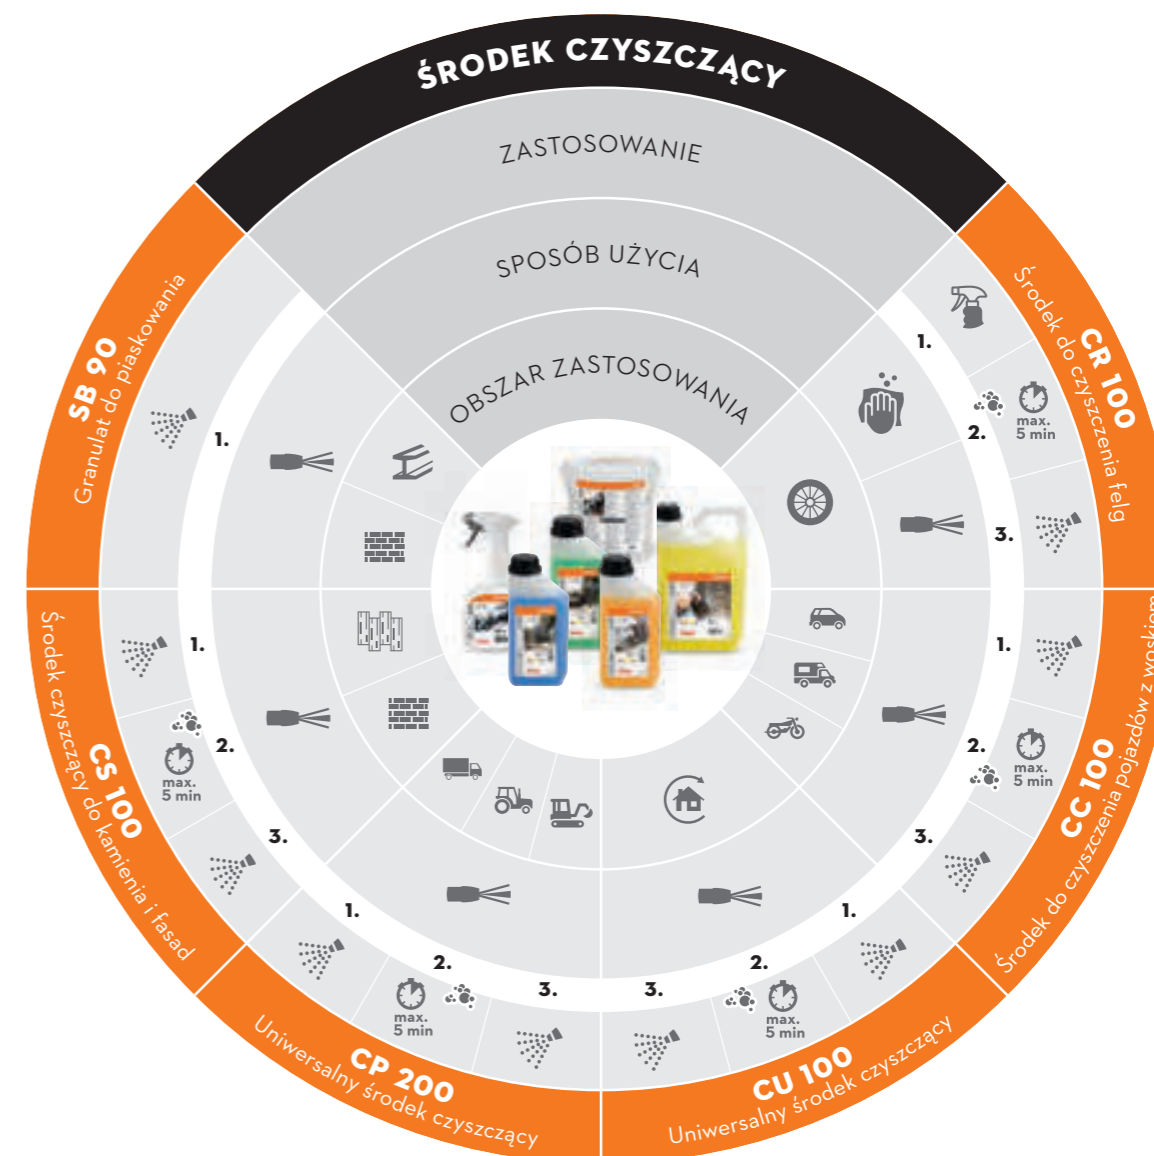 ŚRODEK CZYSZCZĄCY
ZASTOSOWANIE
SPOSÓB UŻYCIA
OBSZAR ZASTOSOWANIA
CR 100
Środek do czyszczenia felg
1.
2.
max.
5 min
3.
CC 100
Środek do czyszczenia pojazdów z woskiem
1.
2.
max.
5 min
3.
CU 100
Uniwersalny środek czyszczący
1.
2.
max.
5 min
3.
CP 200
Uniwersalny środek czyszczący
1.
2.
max.
5 min
3.
CS 100
Środek czyszczący do kamienia i fasad
1.
2.
max.
5 min
3.
SB 90
Granulat do piaskowania
1.